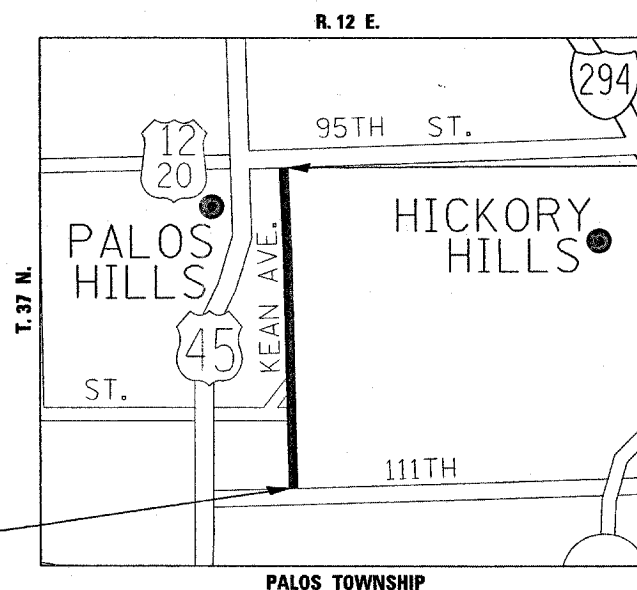 R. 12 E.
294
95TH ST.
12
20
HICKORY
HILLS
PALOS
HILLS
KEAN AVE.
T. 37 N.
45
ST.
111TH
PALOS TOWNSHIP